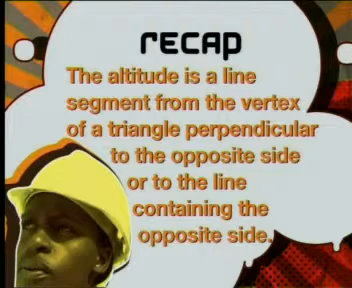 recap
The altitude is a line
segment from the vertex
of a triangle perpendicular
to the opposite side
or to the line
containing the
opposite side.